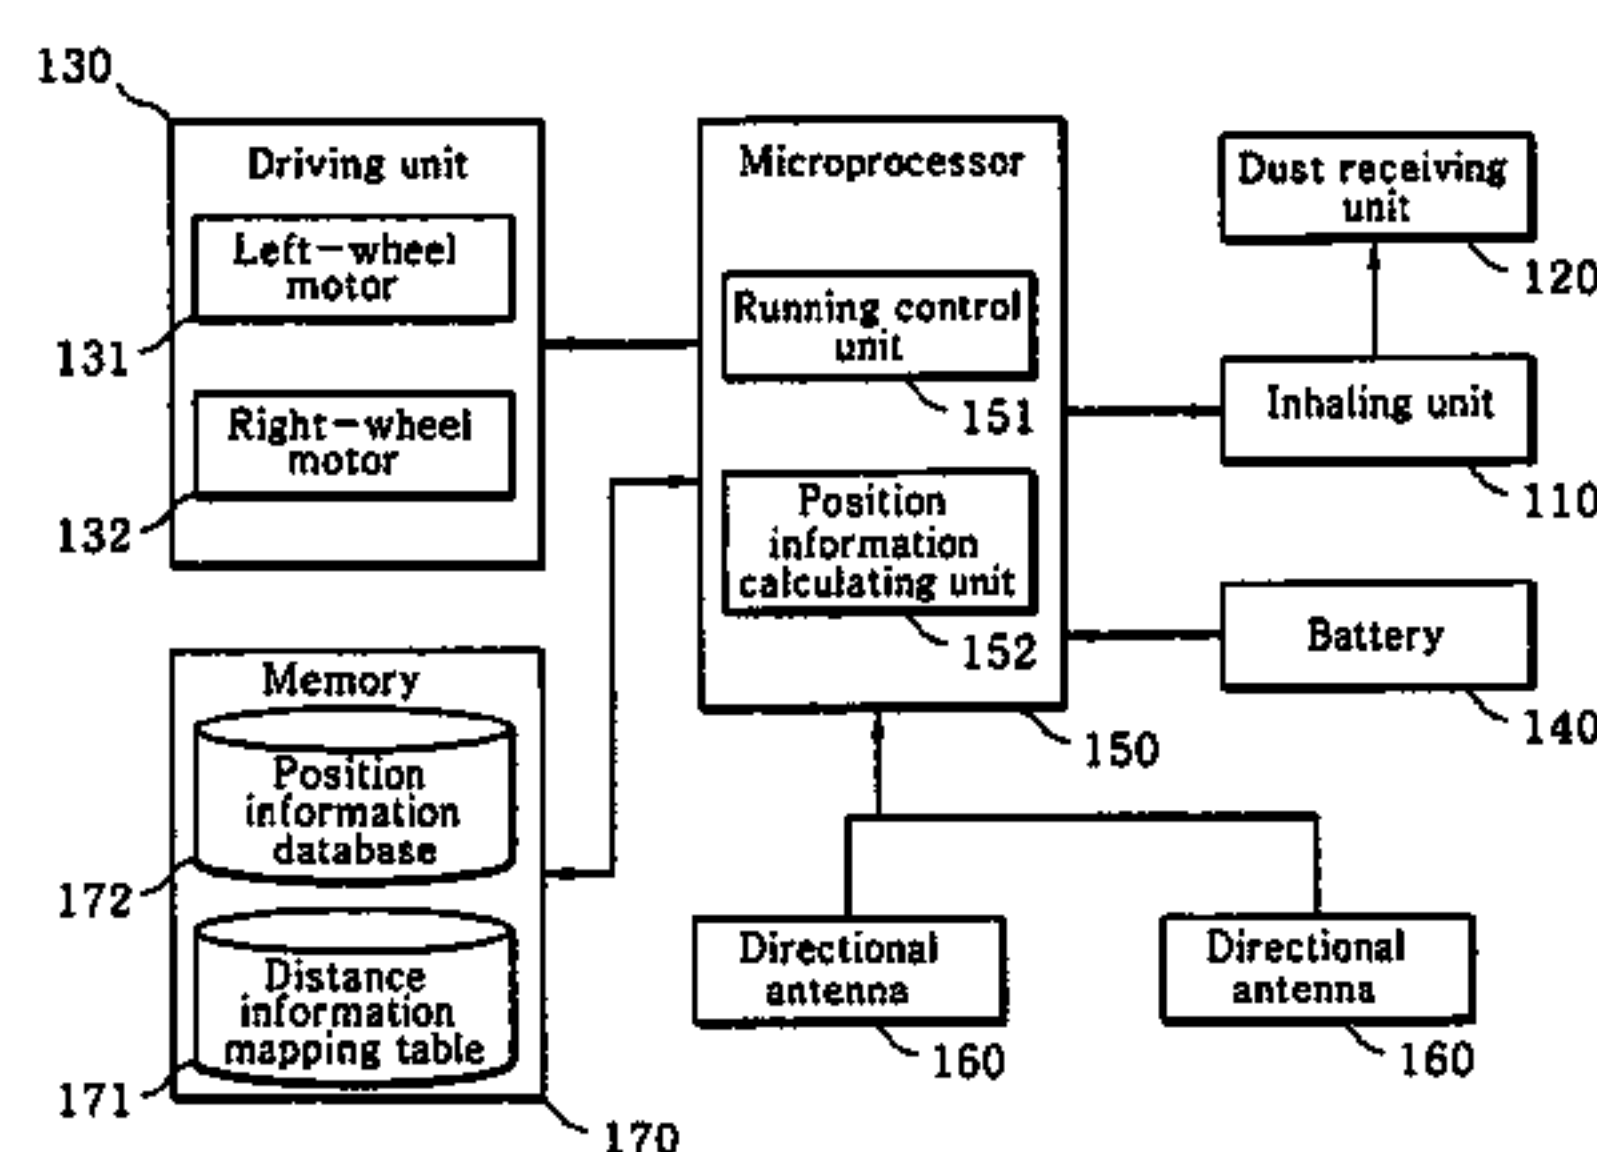 130
Driving unit
Left-wheel
motor
131
Right-wheel
motor
132
Microprocessor
Running control
unit
151
Position
information
calculating unit
152
150
Dust receiving
unit
120
Inhaling unit
110
Battery
140
Memory
Position
information
database
172
Distance
information
mapping table
171
170
Directional
antenna
160
Directional
antenna
160